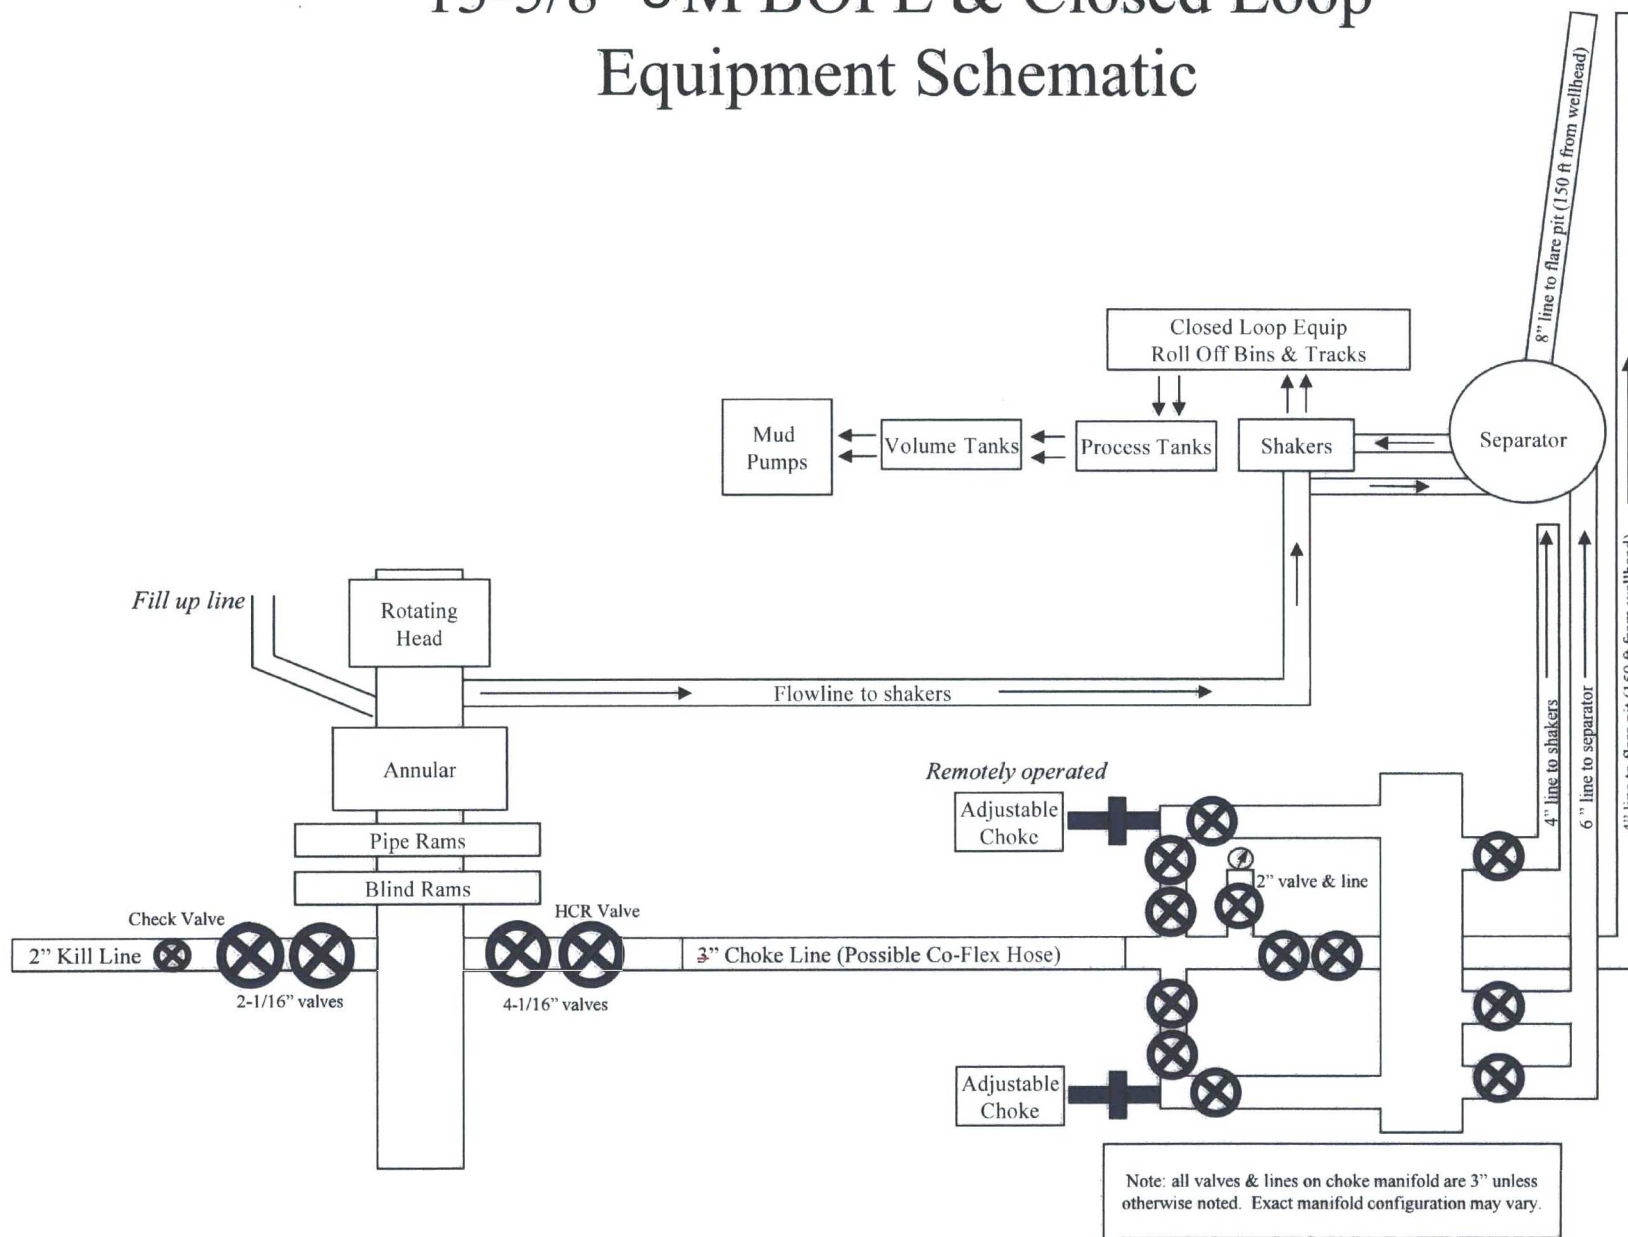 BOPE & Closed Loop
Equipment Schematic
8" line to flare pit (150 ft from wellhead)
Closed Loop Equip
Roll Off Bins & Tracks
Mud
Pumps
Volume Tanks
Process Tanks
Shakers
Separator
Fill up line
Rotating
Head
Flowline to shakers
Annular
Pipe Rams
Blind Rams
Remotely operated
Adjustable
Choke
4" line to shakers
6" line to separator
2" valve & line
Check Valve
HCR Valve
2" Kill Line
3" Choke Line (Possible Co-Flex Hose)
2-1/16" valves
4-1/16" valves
Adjustable
Choke
Note: all valves & lines on choke manifold are 3" unless
otherwise noted. Exact manifold configuration may vary.